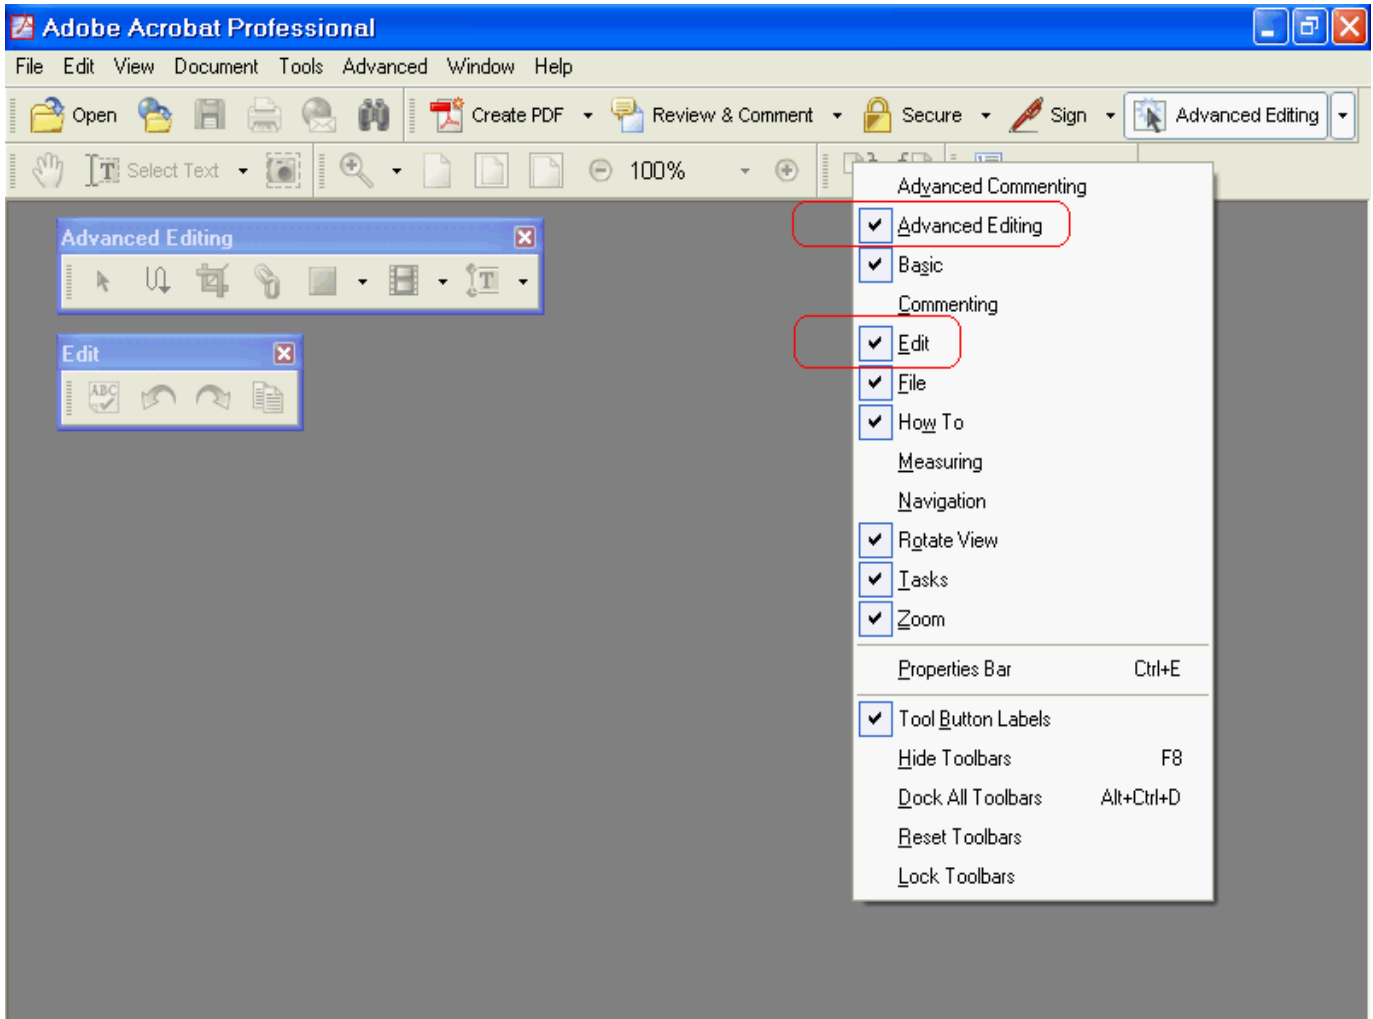 Adobe Acrobat Professional
File Edit View Document Tools Advanced Window Help
Open Create PDF Review & Comment Secure Sign Advanced Editing
Select Text 100%
Advanced Editing
T
Edit
ABC
Advanced Commenting
Advanced Editing
Basic
Commenting
Edit
File
How To
Measuring
Navigation
Rotate View
Tasks
Zoom
Properties Bar Ctrl+E
Tool Button Labels
Hide Toolbars F8
Dock All Toolbars Alt+Ctrl+D
Reset Toolbars
Lock Toolbars